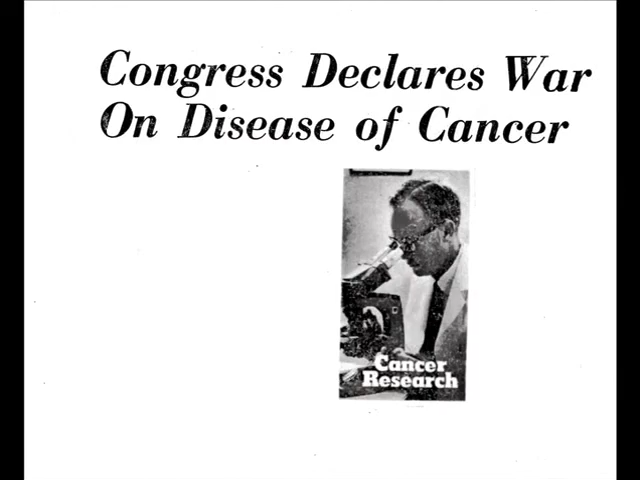 Congress Declares War
On Disease of Cancer
Cancer
Research